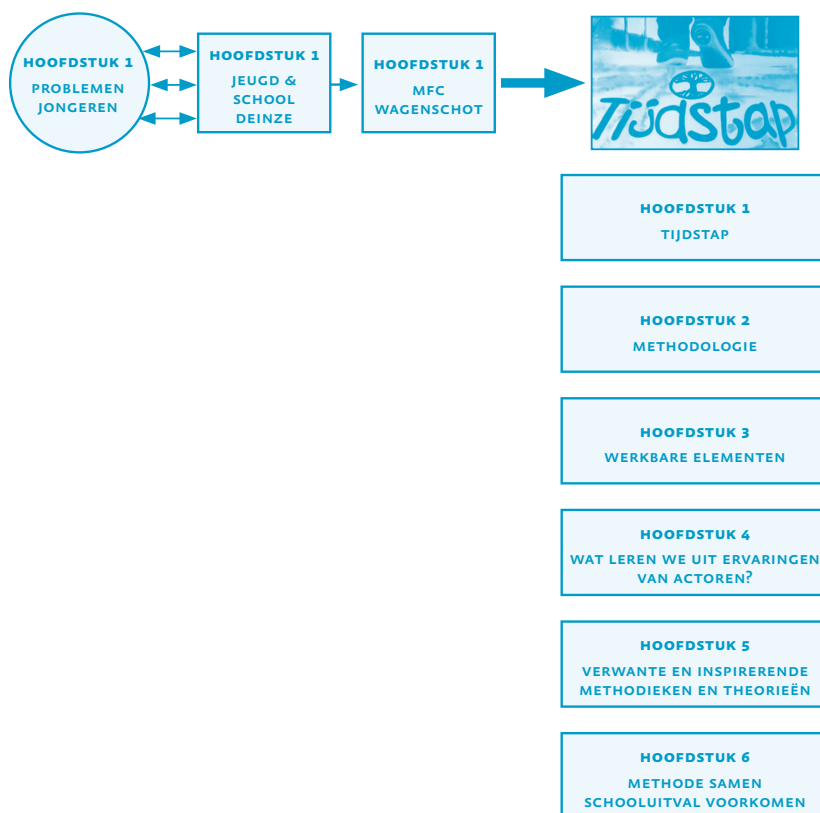 HOOFDSTUK 1
PROBLEMEN
JONGEREN
HOOFDSTUK 1
JEUGD &
SCHOOL
DEINZE
HOOFDSTUK 1
MFC
WAGENSCHOT
Tijdstap
HOOFDSTUK 1
TIJDSTAP
HOOFDSTUK 2
METHODOLOGIE
HOOFDSTUK 3
WERKBARE ELEMENTEN
HOOFDSTUK 4
WAT LEREN WE UIT ERVARINGEN
VAN ACTOREN?
HOOFDSTUK 5
VERWANTE EN INSPIRERENDE
METHODIEKEN EN THEORIEËN
HOOFDSTUK 6
METHODE SAMEN
SCHOOLUITVAL VOORKOMEN